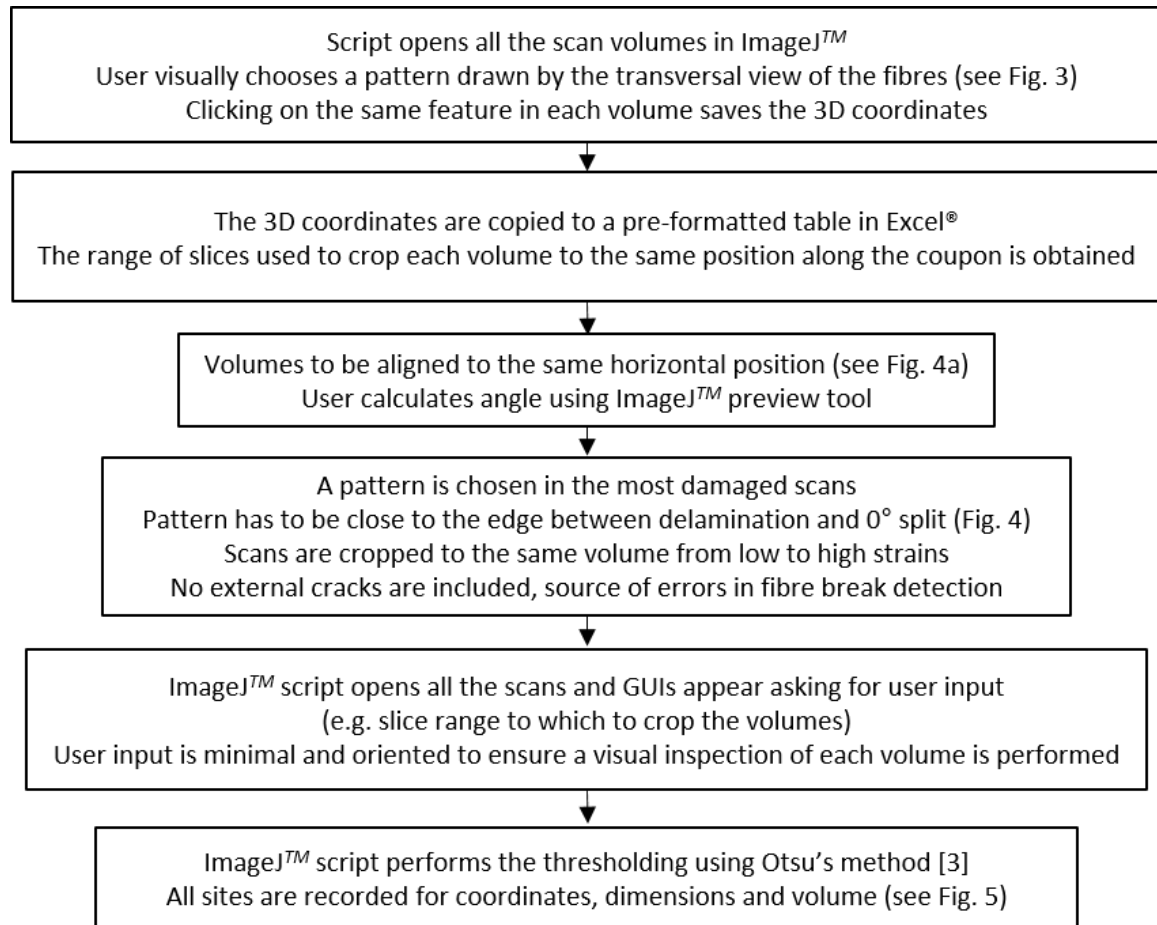 Script opens all the scan volumes in ImageJ™
User visually chooses a pattern drawn by the transversal view of the fibres (see Fig. 3)
Clicking on the same feature in each volume saves the 3D coordinates
The 3D coordinates are copied to a pre-formatted table in Excel®
The range of slices used to crop each volume to the same position along the coupon is obtained
Volumes to be aligned to the same horizontal position (see Fig. 4a)
User calculates angle using ImageJ™ preview tool
A pattern is chosen in the most damaged scans
Pattern has to be close to the edge between delamination and 0° split (Fig. 4)
Scans are cropped to the same volume from low to high strains
No external cracks are included, source of errors in fibre break detection
ImageJ™ script opens all the scans and GUIs appear asking for user input
(e.g. slice range to which to crop the volumes)
User input is minimal and oriented to ensure a visual inspection of each volume is performed
ImageJ™ script performs the thresholding using Otsu's method [3]
All sites are recorded for coordinates, dimensions and volume (see Fig. 5)